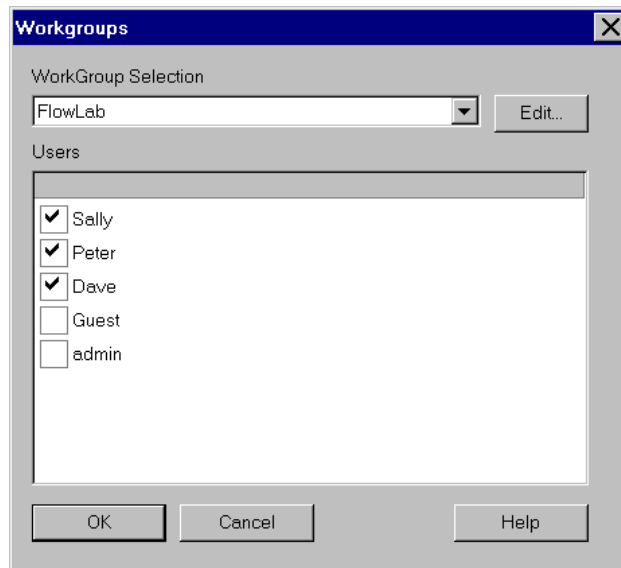 Workgroups
WorkGroup Selection
FlowLab
Edit...
Users
Sally
Peter
Dave
Guest
admin
OK Cancel Help